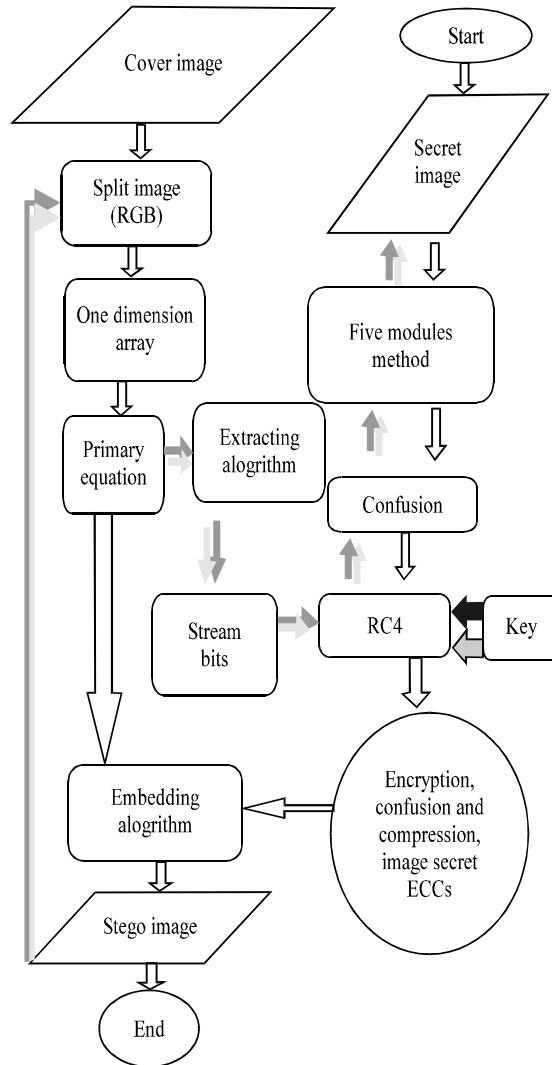 Cover image
Start
Secret
image
Split image
(RGB)
One dimension
array
Five modules
method
Primary
equation
Extracting
alogrithm
Confusion
Stream
bits
RC4
Key
Encryption,
confusion and
compression,
image secret
ECCs
Embedding
alogrithm
Stego image
End